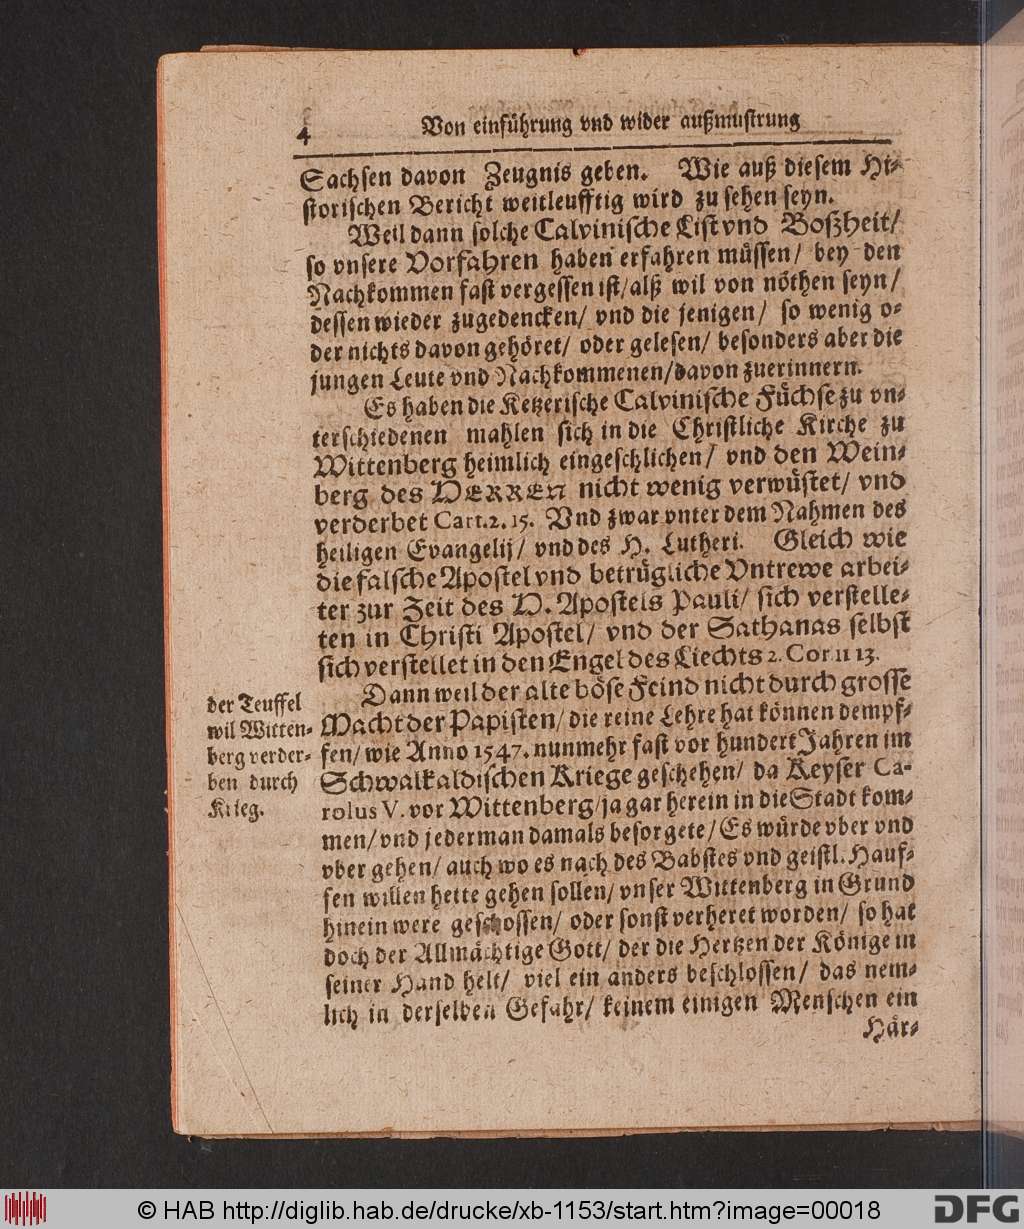 4
Von einführung vnd wider außmustrung
Sachsen davon Zeugnis geben. Wie auß diesem Hi-
storischen Bericht weitleufftig wird zu sehen seyn.
Weil dann solche Calvinische List vnd Boßheit/
so vnsere Vorfahren haben erfahren müssen/ bey den
Nachkommen fast vergessen ist/ alß wil von nöthen seyn/
dessen wieder zugedencken/ vnd die jenigen/ so wenig o-
der nichts davon gehöret/ oder gelesen/ besonders aber die
jungen Leute vnd Nachkommenen/ davon zuerinnern.
Es haben die Ketzerische Calvinische Füchse zu vn-
terschiedenen mahlen sich in die Christliche Kirche zu
Wittenberg heimlich eingeschlichen/ vnd den Wein-
berg des HERREN nicht wenig verwüstet/ vnd
verderbet Cart. 2. 15. Vnd zwar vnter dem Nahmen des
heiligen Evangelij/ vnd des H. Lutheri. Gleich wie
die falsche Apostel vnd betrügliche Vntrewe arbei-
ter zur Zeit des H. Apostels Pauli/ sich verstelle-
ten in Christi Apostel/ vnd der Sathanas selbst
sich verstellet in den Engel des Liechts 2. Cor 11 13.
der Teuffel
wil Witten-
berg verder-
ben durch
Krieg.
Dann weil der alte böse Feind nicht durch grosse
Macht der Papisten/ die reine Lehre hat können dempf-
fen/ wie Anno 1547. nunmehr fast vor hundert Jahren im
Schwalkaldischen Kriege geschehen/ da Keyser Ca-
rolus V. vor Wittenberg/ ja gar herein in die Stadt kom-
men/ vnd jederman damals besorgete/ Es würde vber vnd
vber gehen/ auch wo es nach des Babstes vnd geistl. Hauf-
fen willen hette gehen sollen/ vnser Wittenberg in Grund
hinein were geschossen/ oder sonst verheret worden/ so hat
doch der Allmächtige Gott/ der die Hertzen der Könige in
seiner Hand helt/ viel ein anders beschlossen/ das nem-
lich in derselben Gefahr/ keinem einigen Menschen ein
Här-
© HAB http://diglib.hab.de/drucke/xb-1153/start.htm?image=00018
DFG